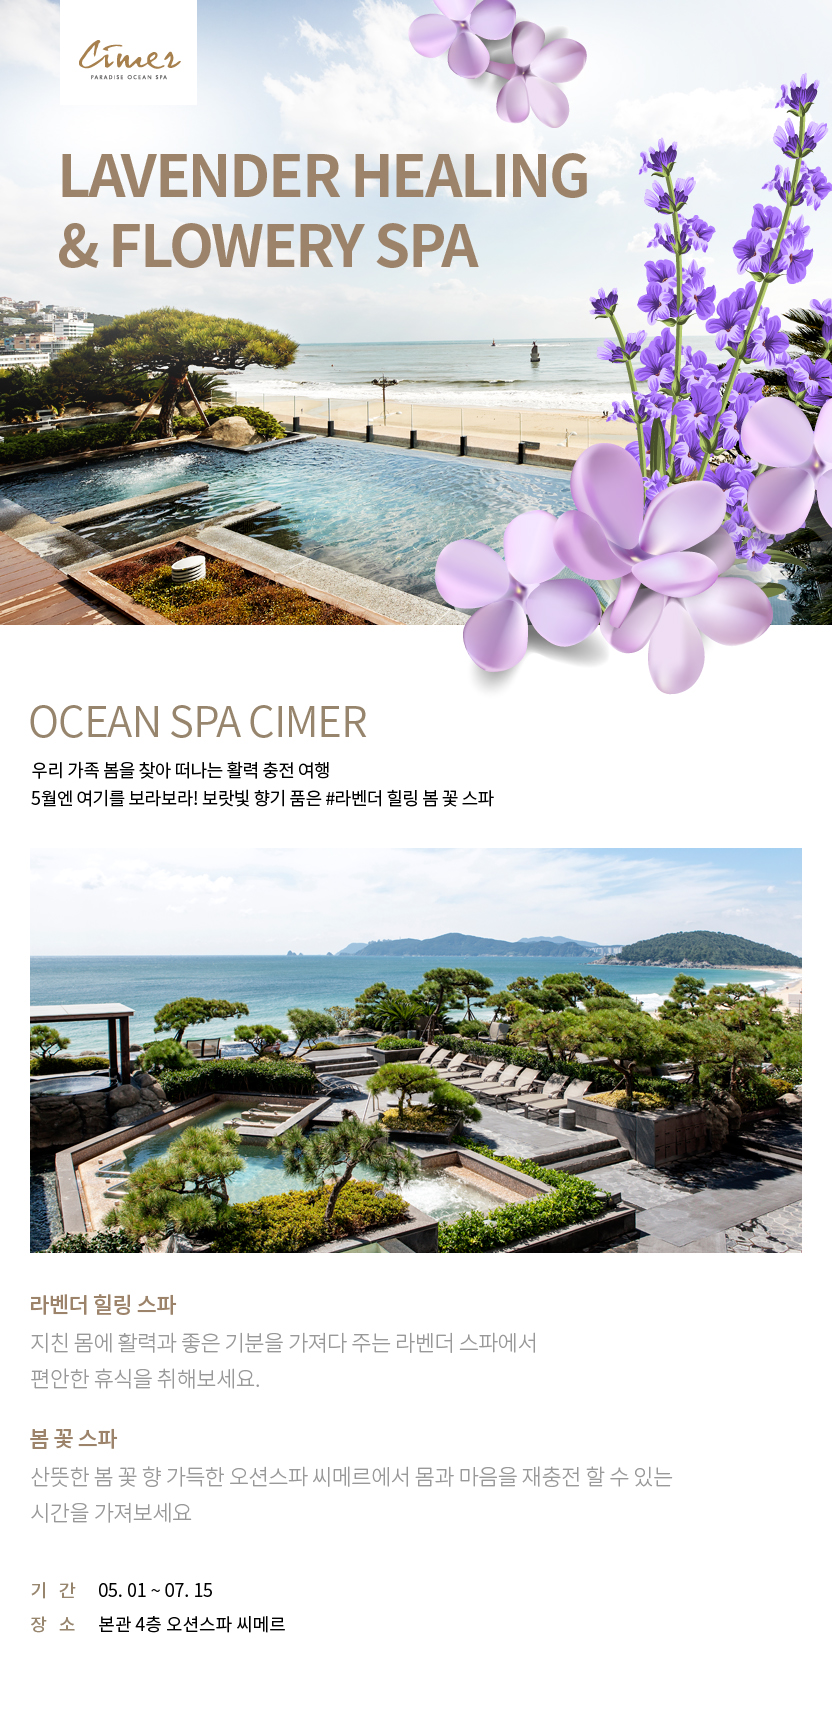 Cimer
PARADISE OCEAN SPA
LAVENDER HEALING
& FLOWERY SPA
OCEAN SPA CIMER
우리 가족 봄을 찾아 떠나는 활력 충전 여행
5월엔 여기를 보라보라! 보랏빛 향기 품은 #라벤더 힐링 봄 꽃 스파
라벤더 힐링 스파
지친 몸에 활력과 좋은 기분을 가져다 주는 라벤더 스파에서
편안한 휴식을 취해보세요.
봄 꽃 스파
산뜻한 봄 꽃 향 가득한 오션스파 씨메르에서 몸과 마음을 재충전 할 수 있는
시간을 가져보세요
기 간 05. 01 ~ 07. 15
장 소 본관 4층 오션스파 씨메르